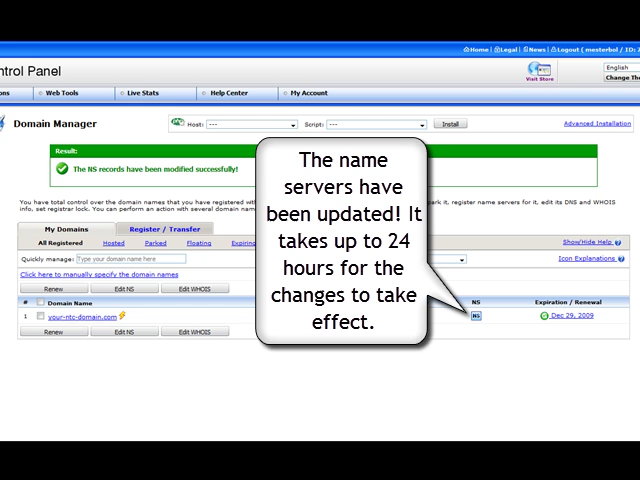 Home | Legal | News | Logout ( mesterbol / ID:
ntrol Panel
Visit Store
English
Change The
ons
Web Tools
Live Stats
Help Center
My Account
Domain Manager
Host: ---
Script: ---
Install
Advanced Installation
Result:
The NS records have been modified successfully!
You have total control over the domain names that you have registered with
park it, register name servers for it, edit its DNS and WHOIS
info, set registrar lock. You can perform an action with several domain nam
My Domains
Register / Transfer
All Registered
Hosted
Parked
Floating
Expiring
Show/Hide Help
Quickly manage:
Type your domain name here
Icon Explanations
Click here to manually specify the domain names
Renew
Edit NS
Edit WHOIS
#
Domain Name
NS
Expiration / Renewal
1
your-ntc-domain.com
NS
Dec 29, 2009
Renew
Edit NS
Edit WHOIS
The name
servers have
been updated! It
takes up to 24
hours for the
changes to take
effect.